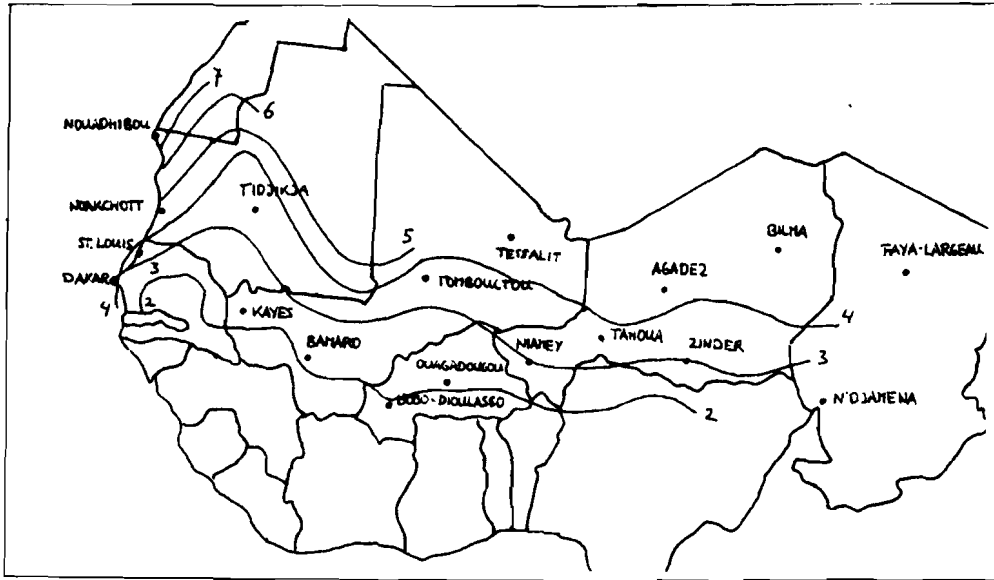 7
6
NOUADHIBOU
TIDJIKJA
NOUAKCHOTT
ST. LOUIS
5
BILMA
TESSALIT
FAYA-LARGEAU
DAKAR
3
AGADEZ
TOMBOUCTOU
4
2
KAYES
4
NIAMEY
TAHOUA
ZINDER
BAMAKO
3
OUAGADOUGOU
BOBO-DIOULASSO
2
N'DJAMENA